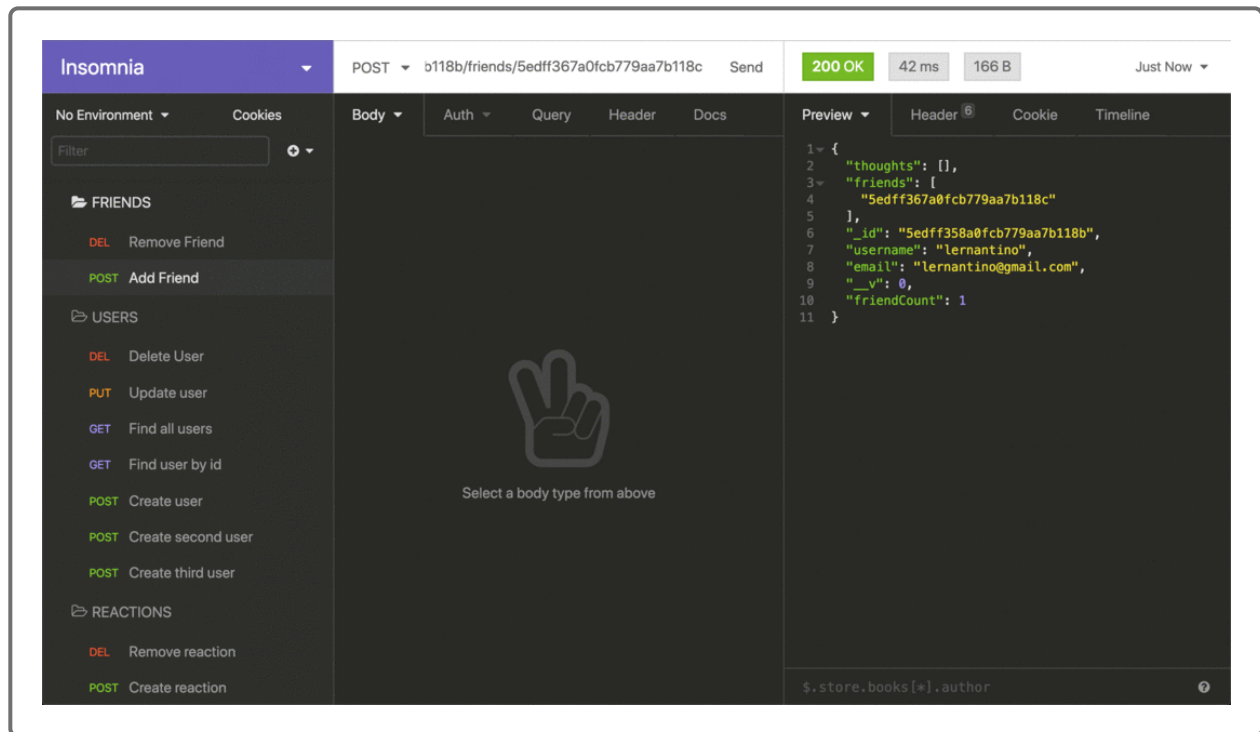 Insomnia
No Environment
Cookies
Filter
FRIENDS
DEL Remove Friend
POST Add Friend
USERS
DEL Delete User
PUT Update user
GET Find all users
GET Find user by id
POST Create user
POST Create second user
POST Create third user
REACTIONS
DEL Remove reaction
POST Create reaction
POST b118b/friends/5edff367a0fcb779aa7b118c Send
Body Auth Query Header Docs
Select a body type from above
200 OK 42 ms 166 B Just Now
Preview Header 6 Cookie Timeline
1 {
2 "thoughts": [],
3 "friends": [
4 "5edff367a0fcb779aa7b118c"
5 ],
6 "_id": "5edff358a0fcb779aa7b118b",
7 "username": "lernantino",
8 "email": "lernantino@gmail.com",
9 "__v": 0,
10 "friendCount": 1
11 }
$.store.books[*].author